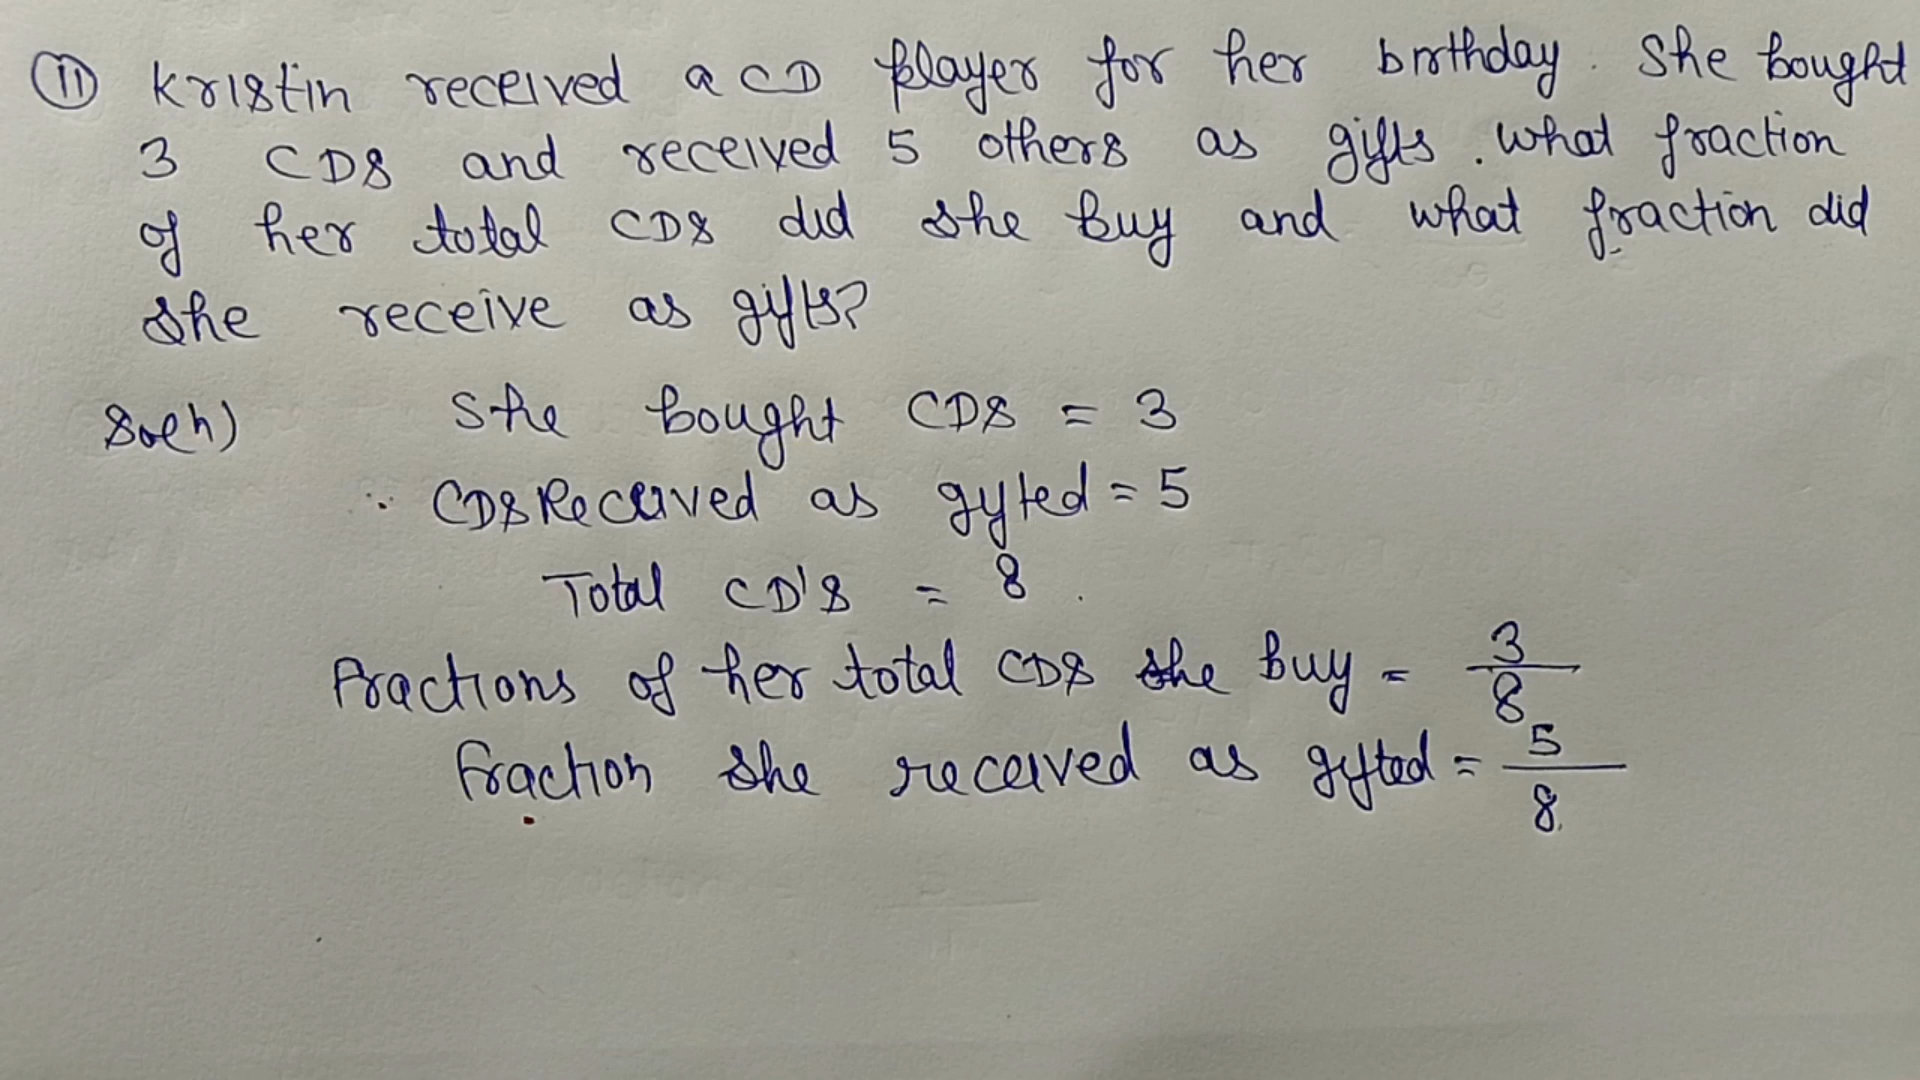 11 Kristin received a CD player for her birthday. She bought
3 CDs and received 5 others as gifts. what fraction
of her total CDs did she buy and what fraction did
she receive as gifts?
Soln) She bought CDs = 3
CDs Received as gyted = 5
Total CD's = 8.
Fractions of her total CDs she buy = 3/8
fraction she received as gyfted = 5/8.